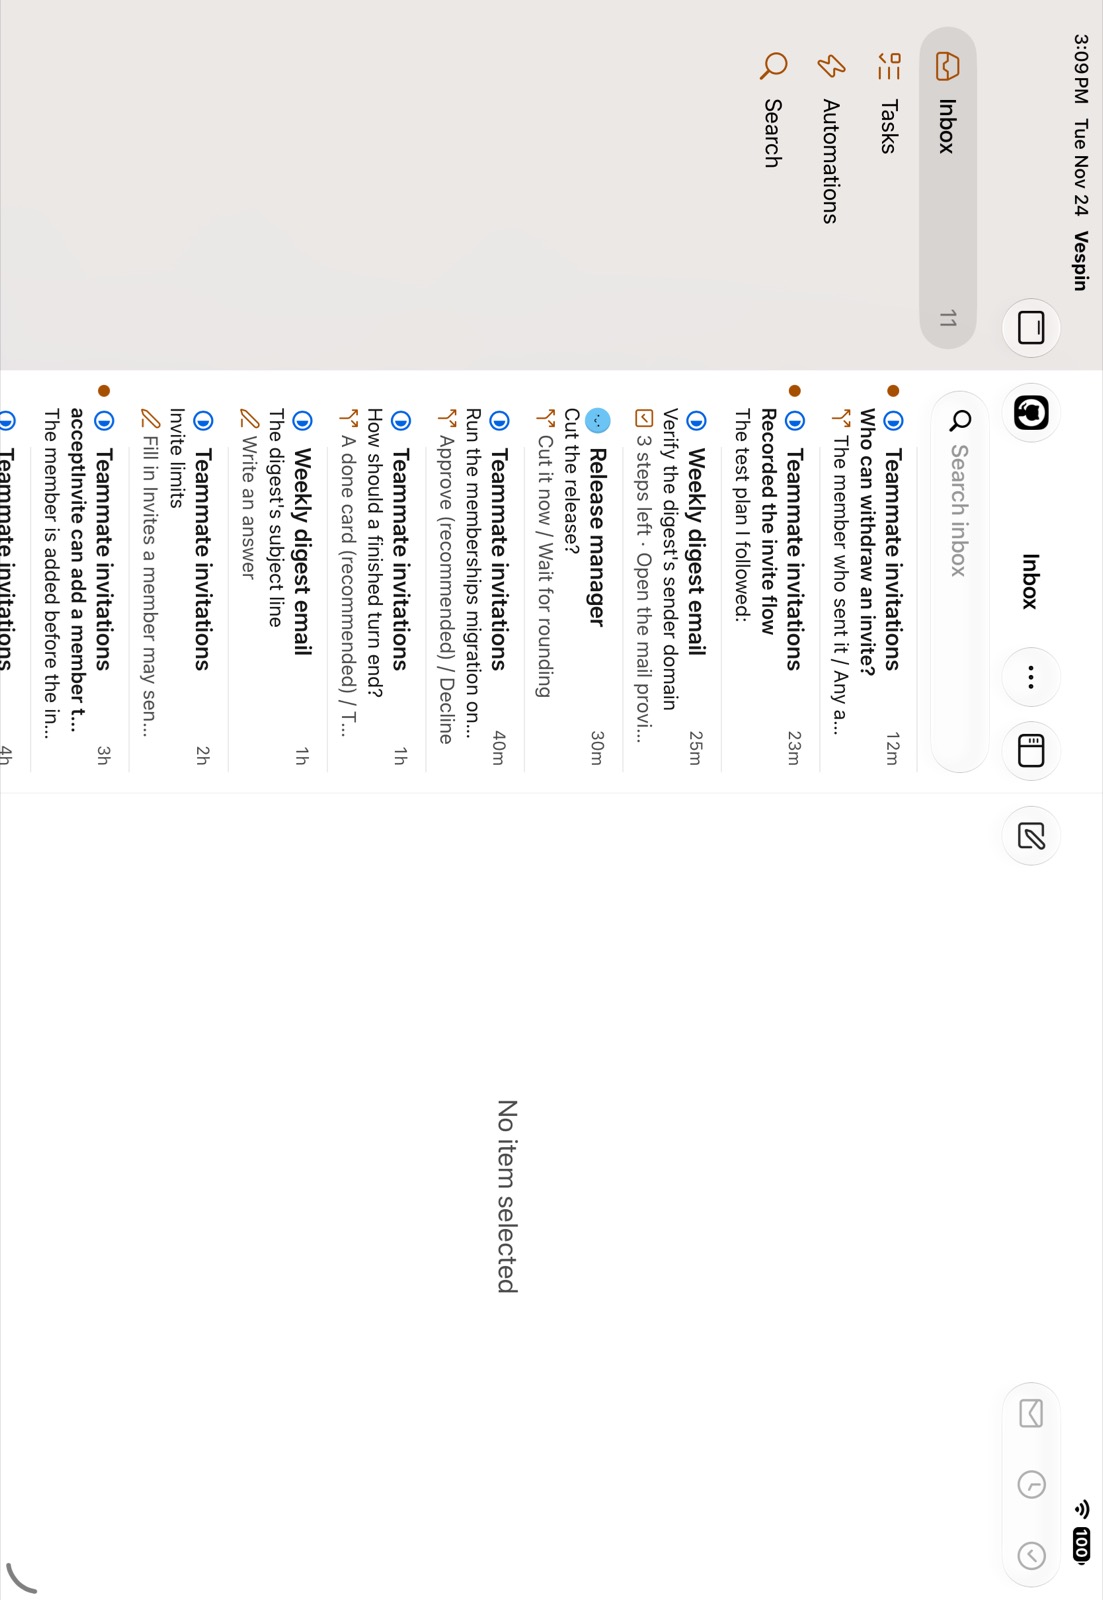 3:09 PM Tue Nov 24 Vespin
100
Inbox
Search inbox
Inbox 11
Tasks
Automations
Search
Teammate invitations 12m
Who can withdraw an invite?
The member who sent it / Any a...
Teammate invitations 23m
Recorded the invite flow
The test plan I followed:
Weekly digest email 25m
Verify the digest's sender domain
3 steps left · Open the mail provi...
Release manager 30m
Cut the release?
Cut it now / Wait for rounding
Teammate invitations 40m
Run the memberships migration on...
Approve (recommended) / Decline
Teammate invitations 1h
How should a finished turn end?
A done card (recommended) / T...
Weekly digest email 1h
The digest's subject line
Write an answer
Teammate invitations 2h
Invite limits
Fill in Invites a member may sen...
Teammate invitations 3h
acceptInvite can add a member t...
The member is added before the in...
Teammate invitations 4h
No item selected